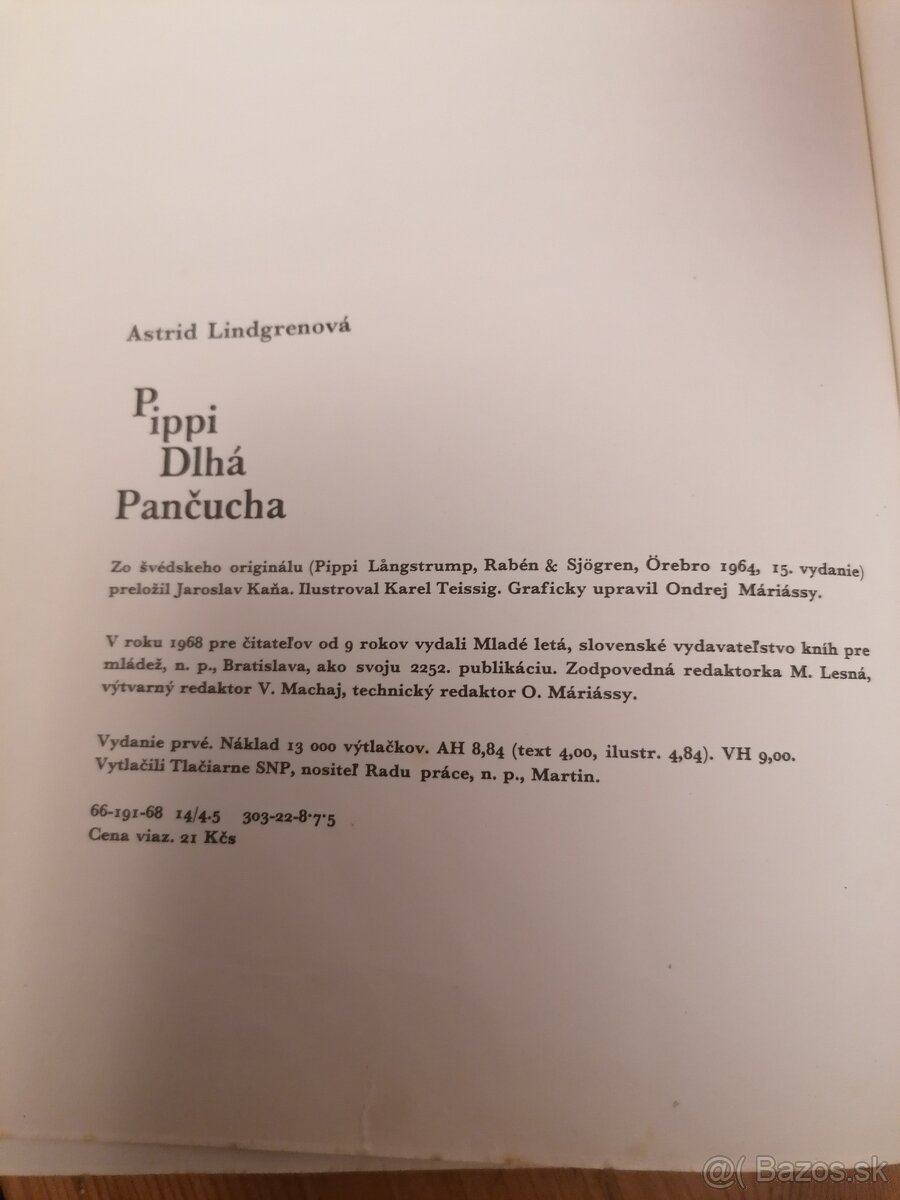 Astrid Lindgrenová
Pippi
Dlhá
Pančucha
Zo švédskeho originálu (Pippi Långstrump, Rabén & Sjögren, Örebro 1964, 15. vydanie)
preložil Jaroslav Kaňa. Ilustroval Karel Teissig. Graficky upravil Ondrej Máriássy.
V roku 1968 pre čitateľov od 9 rokov vydali Mladé letá, slovenské vydavateľstvo kníh pre
mládež, n. p., Bratislava, ako svoju 2252. publikáciu. Zodpovedná redaktorka M. Lesná,
výtvarný redaktor V. Machaj, technický redaktor O. Máriássy.
Vydanie prvé. Náklad 13 000 výtlačkov. AH 8,84 (text 4,00, ilustr. 4,84). VH 9,00.
Vytlačili Tlačiarne SNP, nositeľ Radu práce, n. p., Martin.
66-191-68 14/4.5 303-22-8·7·5
Cena viaz. 21 Kčs
@( Bazos.sk